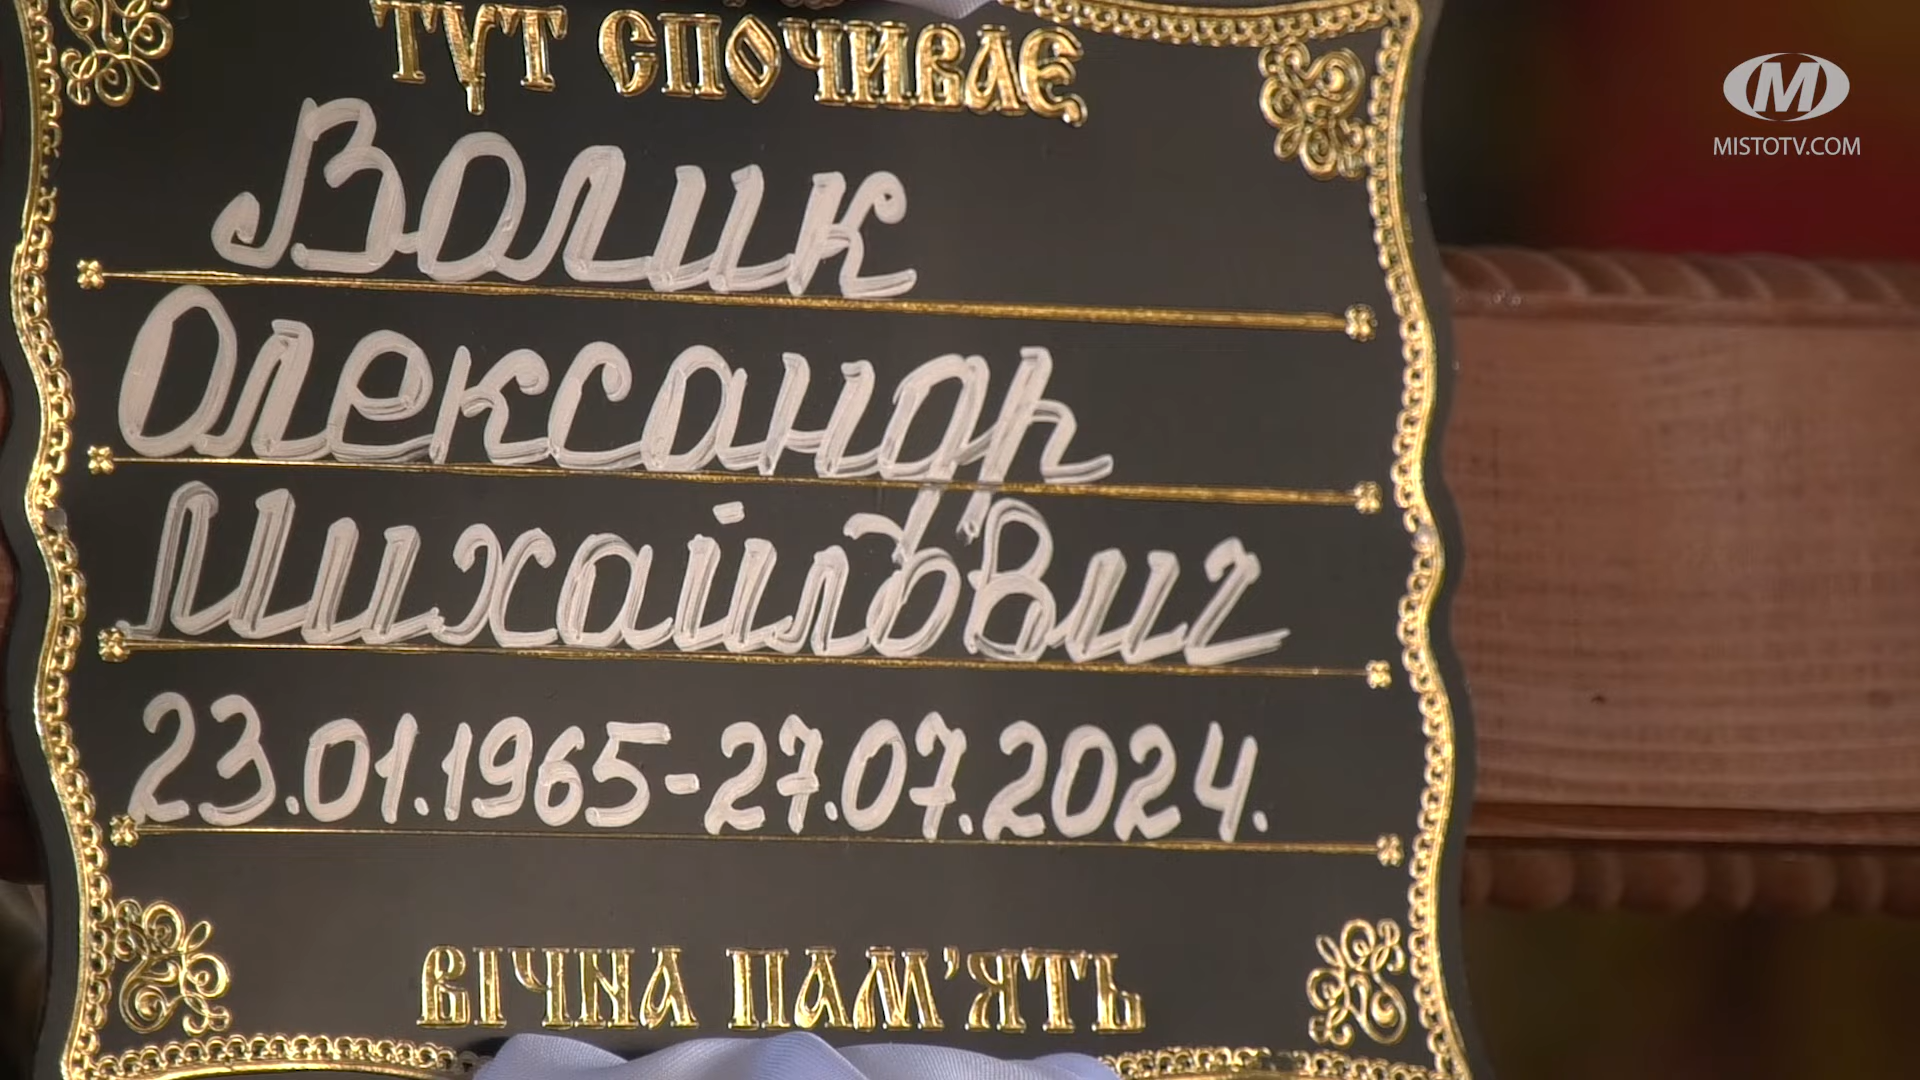 ТУТ СПОЧИВАЄ
Волик
Олександр
Михайлович
23.01.1965-27.07.2024.
ВІЧНА ПАМ'ЯТЬ
M
MISTOTV.COM